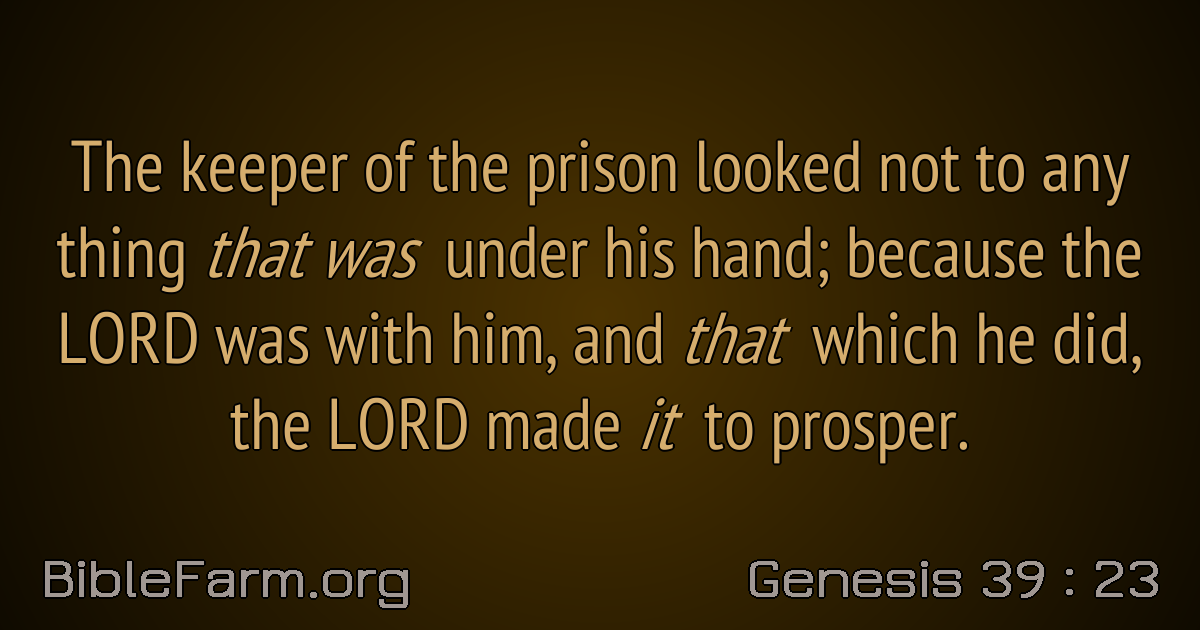 The keeper of the prison looked not to any
thing that was under his hand; because the
LORD was with him, and that which he did,
the LORD made it to prosper.
BibleFarm.org
Genesis 39 : 23